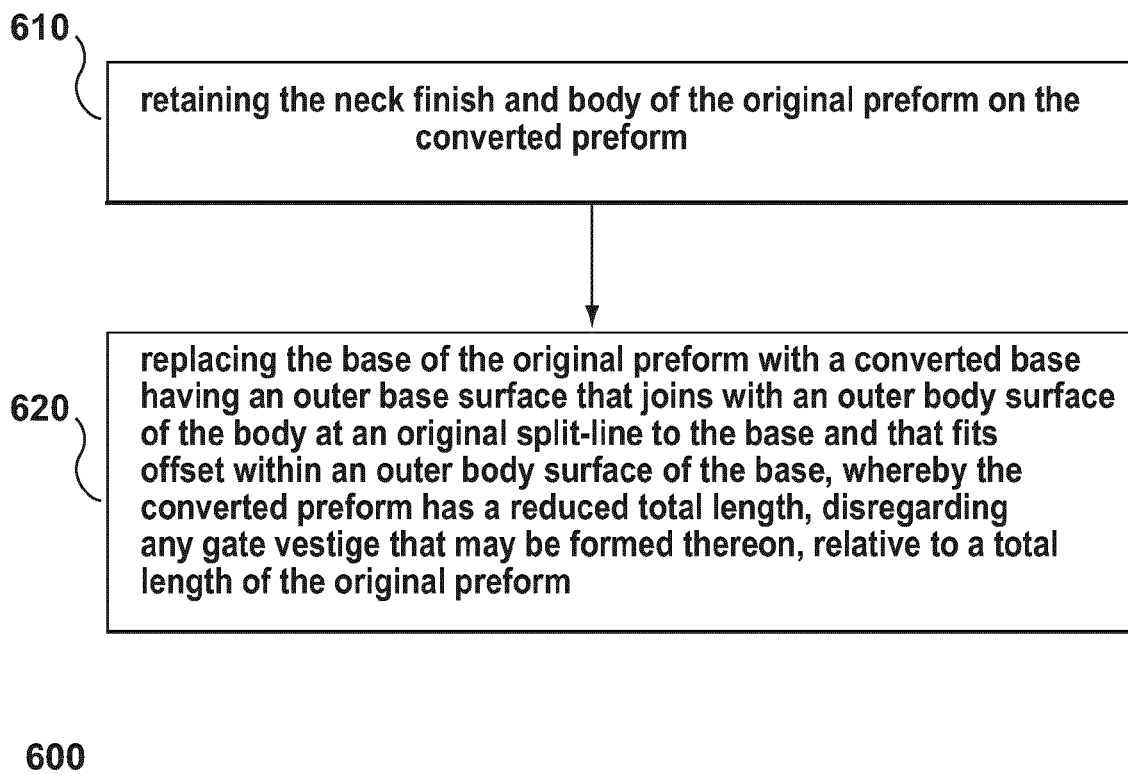 610
retaining the neck finish and body of the original preform on the
converted preform
replacing the base of the original preform with a converted base
having an outer base surface that joins with an outer body surface
620
of the body at an original split-line to the base and that fits
offset within an outer body surface of the base, whereby the
converted preform has a reduced total length, disregarding
any gate vestige that may be formed thereon, relative to a total
length of the original preform
600